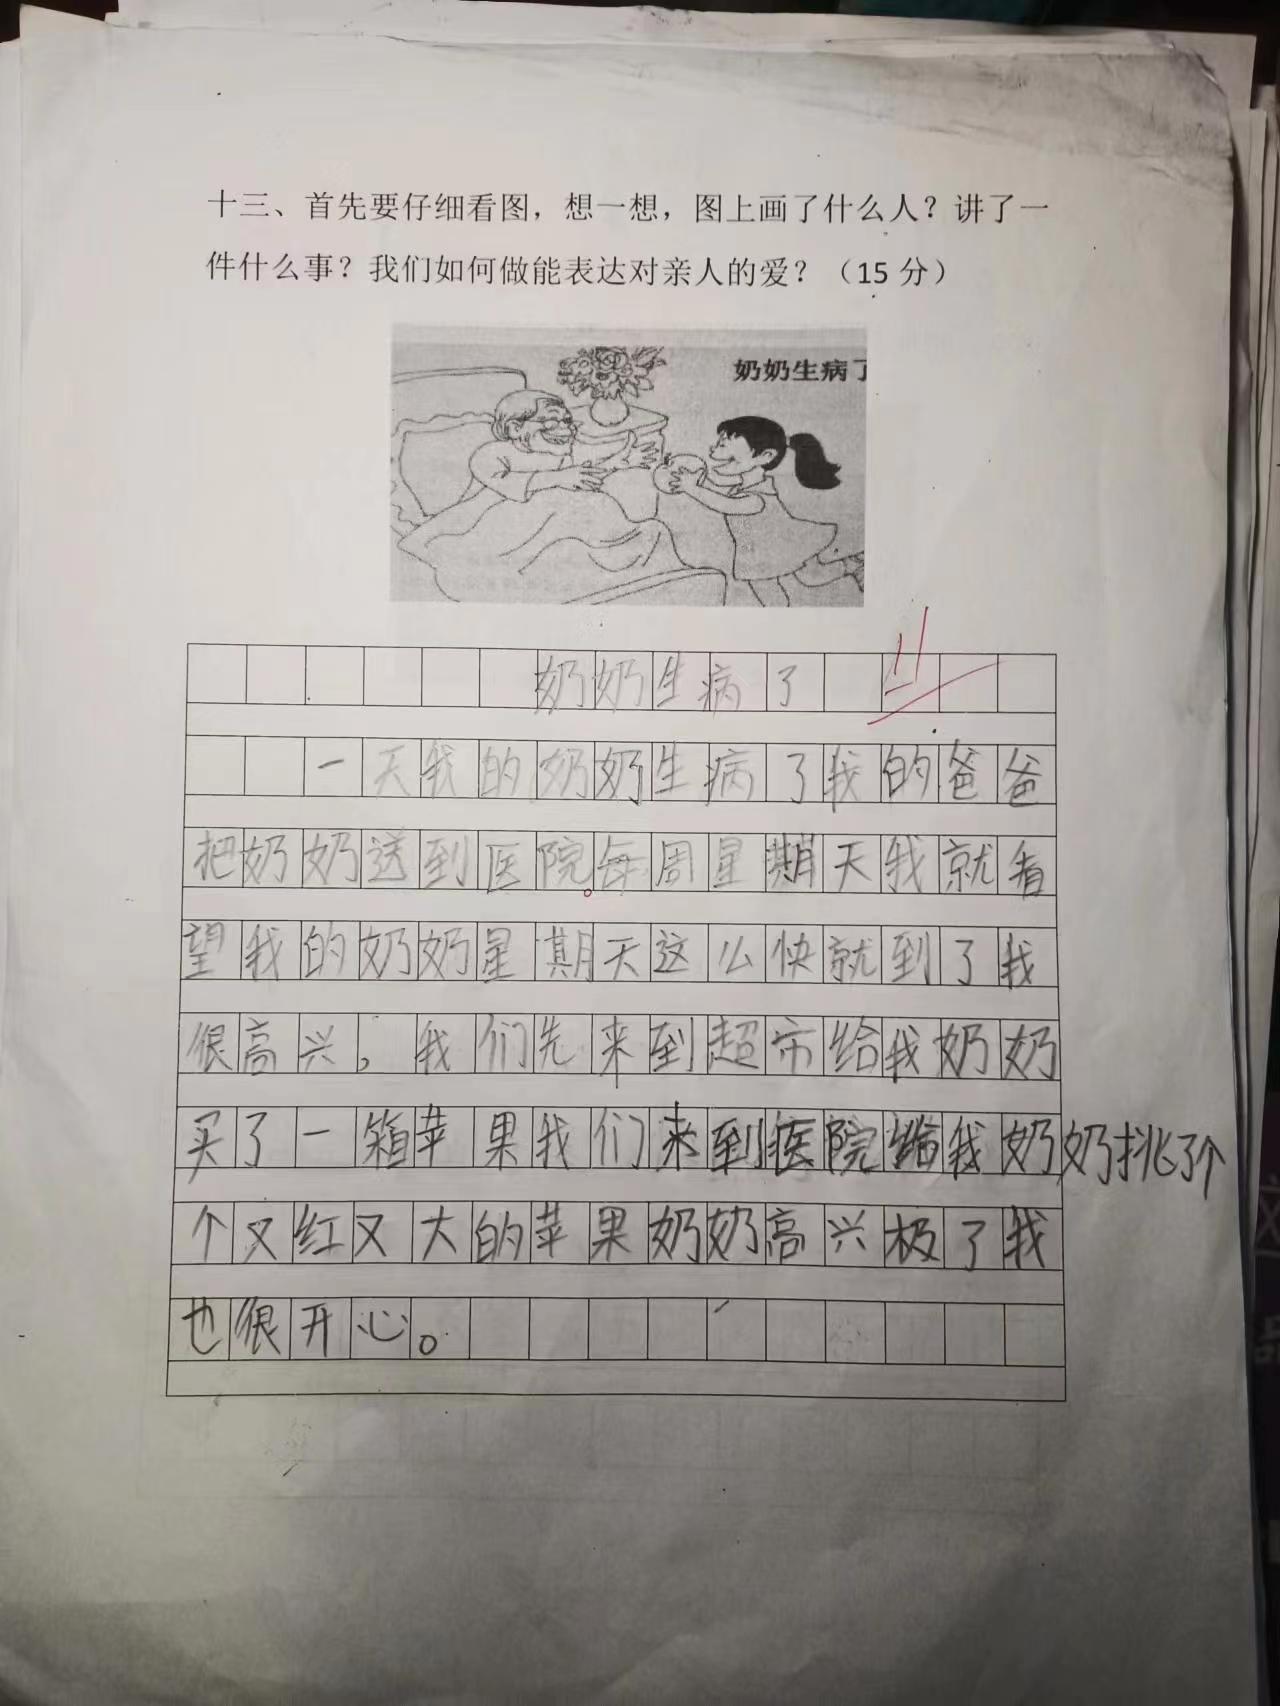 十三、首先要仔细看图，想一想，图上画了什么人？讲了一
件什么事？我们如何做能表达对亲人的爱？（15 分）
奶奶生病了
11
奶奶生病了
一天我的奶奶生病了我的爸爸
把奶奶送到医院。每周星期天我就看
望我的奶奶星期天这么快就到了我
很高兴，我们先来到超市给我奶奶
买了一箱苹果我们来到医院给我奶奶挑了个
个又红又大的苹果奶奶高兴极了我
也很开心。